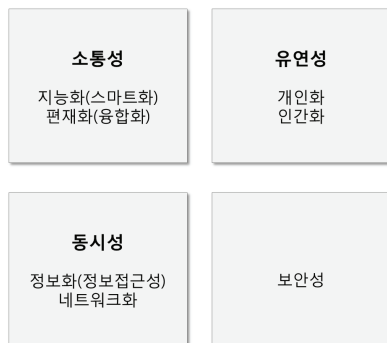 소통성
지능화(스마트화)
편재화(융합화)
유연성
개인화
인간화
동시성
정보화(정보접근성)
네트워크화
보안성